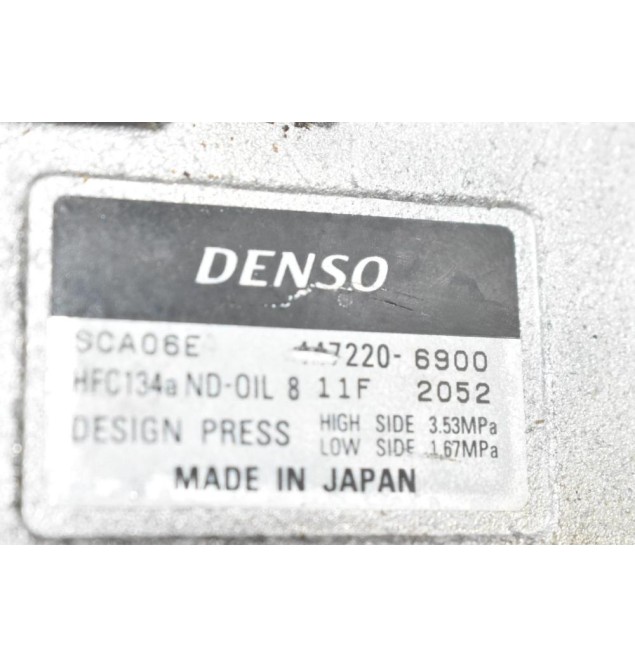 DENSO
SCA06E 447220-6900
HFC134a ND-OIL 8 11F 2052
DESIGN PRESS HIGH SIDE 3.53MPa
LOW SIDE 1.67MPa
MADE IN JAPAN